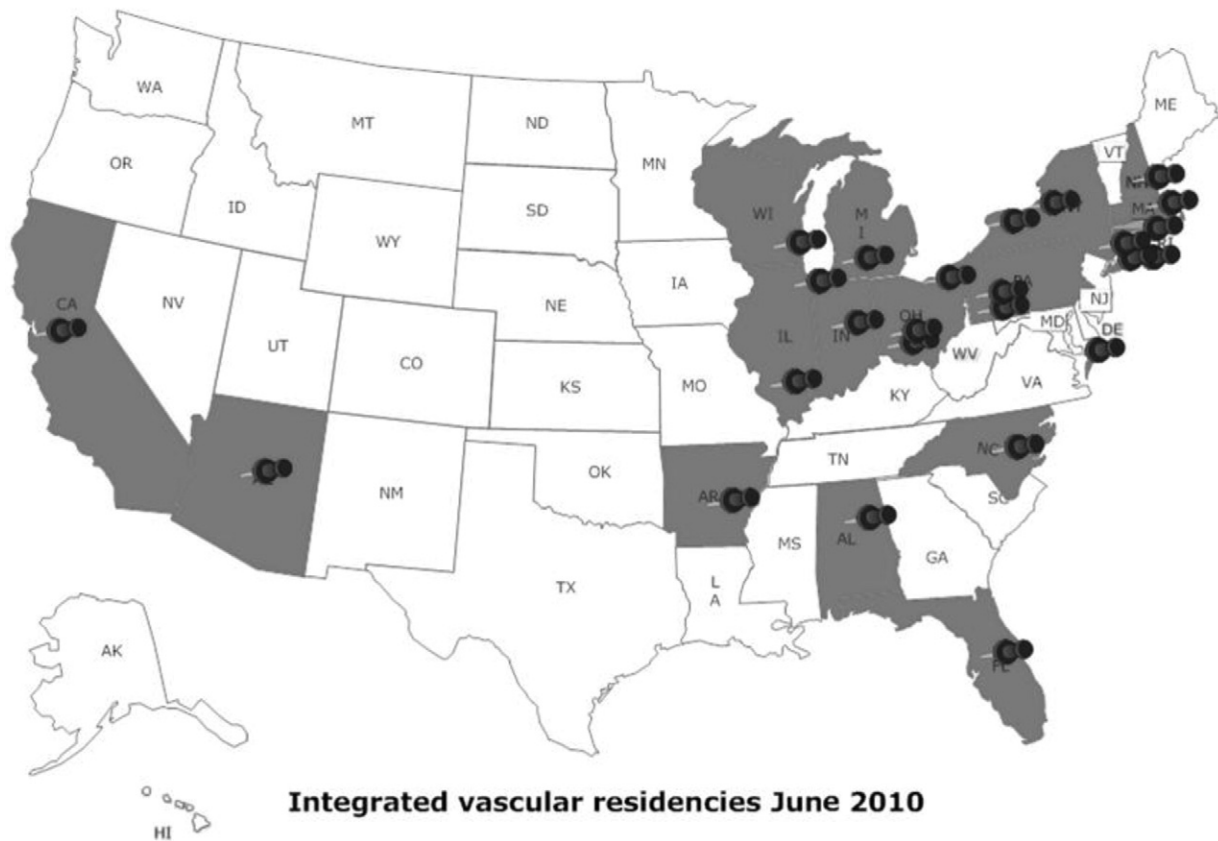 WA
MT
ND
MN
ME
VT
OR
ID
SD
WI
M
I
NH
MA
WY
IA
NE
PA
NJ
CA
NV
UT
CO
IL
IN
OH
MD
DE
WV
VA
KS
MO
KY
NC
TN
OK
NM
AR
SC
MS
AL
GA
TX
L
A
FL
AK
HI
Integrated vascular residencies June 2010